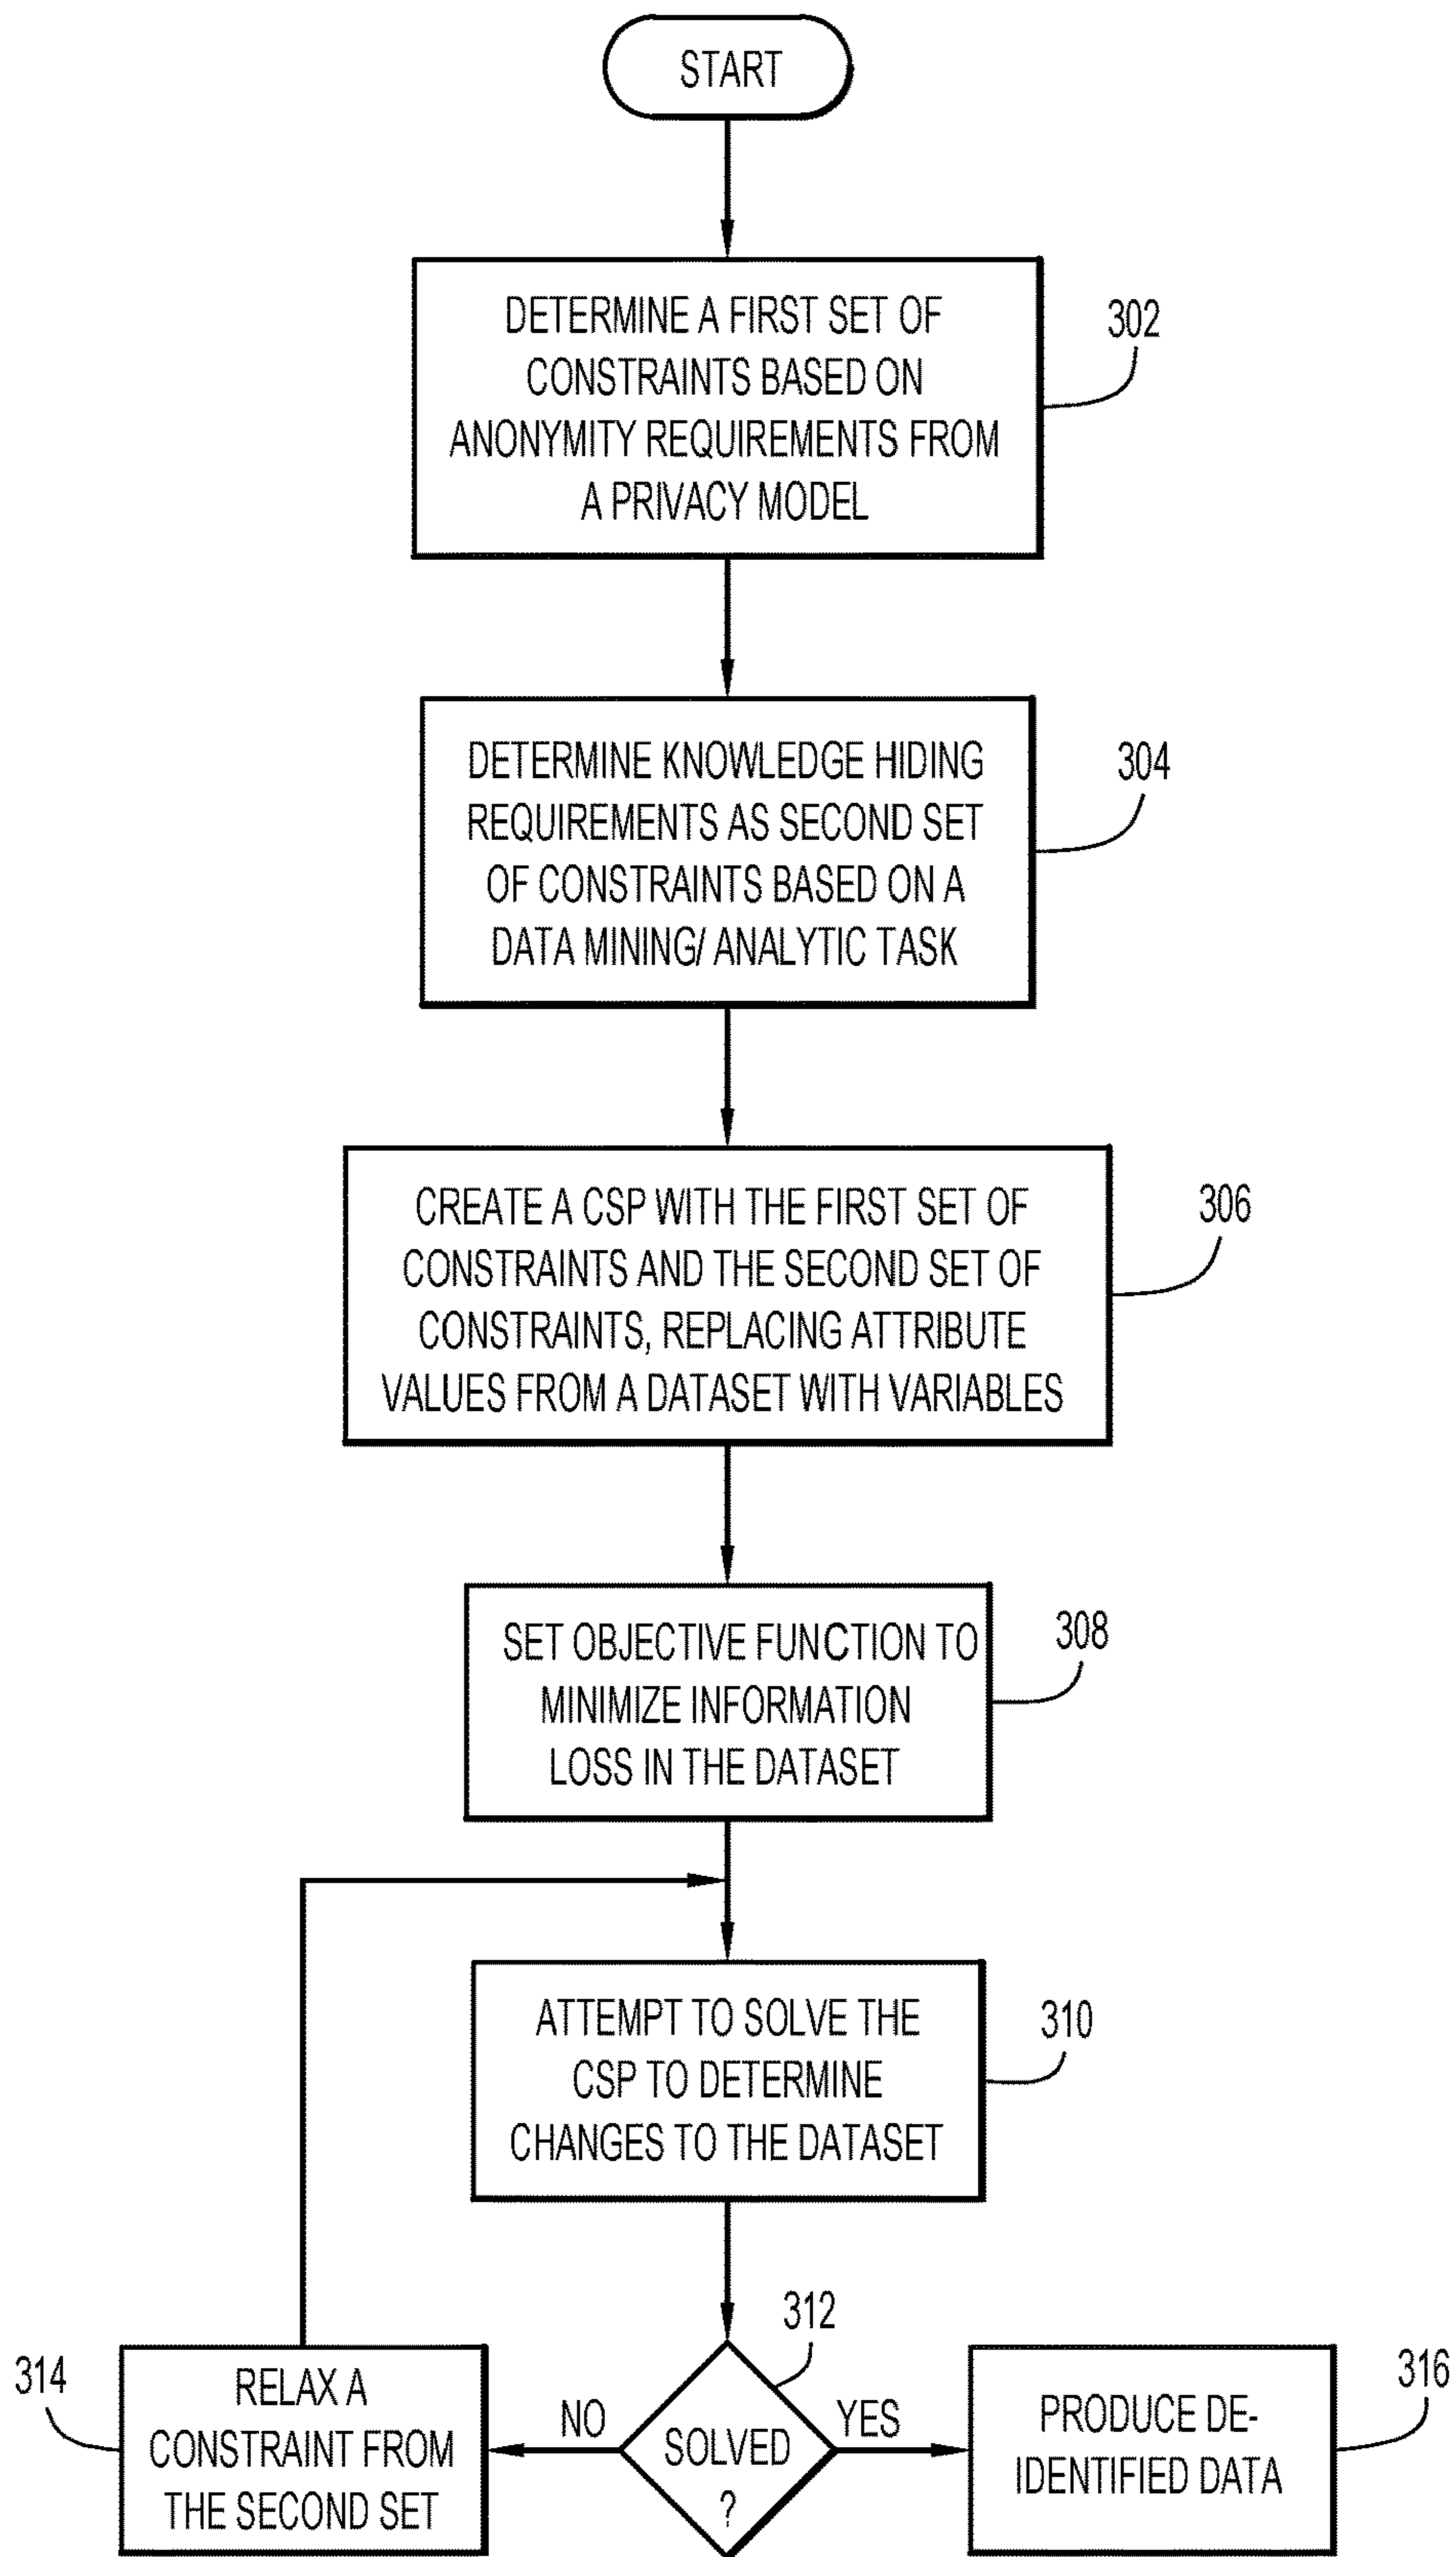 START
DETERMINE A FIRST SET OF
CONSTRAINTS BASED ON
ANONYMITY REQUIREMENTS FROM
A PRIVACY MODEL
302
DETERMINE KNOWLEDGE HIDING
REQUIREMENTS AS SECOND SET
OF CONSTRAINTS BASED ON A
DATA MINING/ ANALYTIC TASK
304
CREATE A CSP WITH THE FIRST SET OF
CONSTRAINTS AND THE SECOND SET OF
CONSTRAINTS, REPLACING ATTRIBUTE
VALUES FROM A DATASET WITH VARIABLES
306
SET OBJECTIVE FUNCTION TO
MINIMIZE INFORMATION
LOSS IN THE DATASET
308
ATTEMPT TO SOLVE THE
CSP TO DETERMINE
CHANGES TO THE DATASET
310
314
RELAX A
CONSTRAINT FROM
THE SECOND SET
NO
312
SOLVED
?
YES
PRODUCE DE-
IDENTIFIED DATA
316